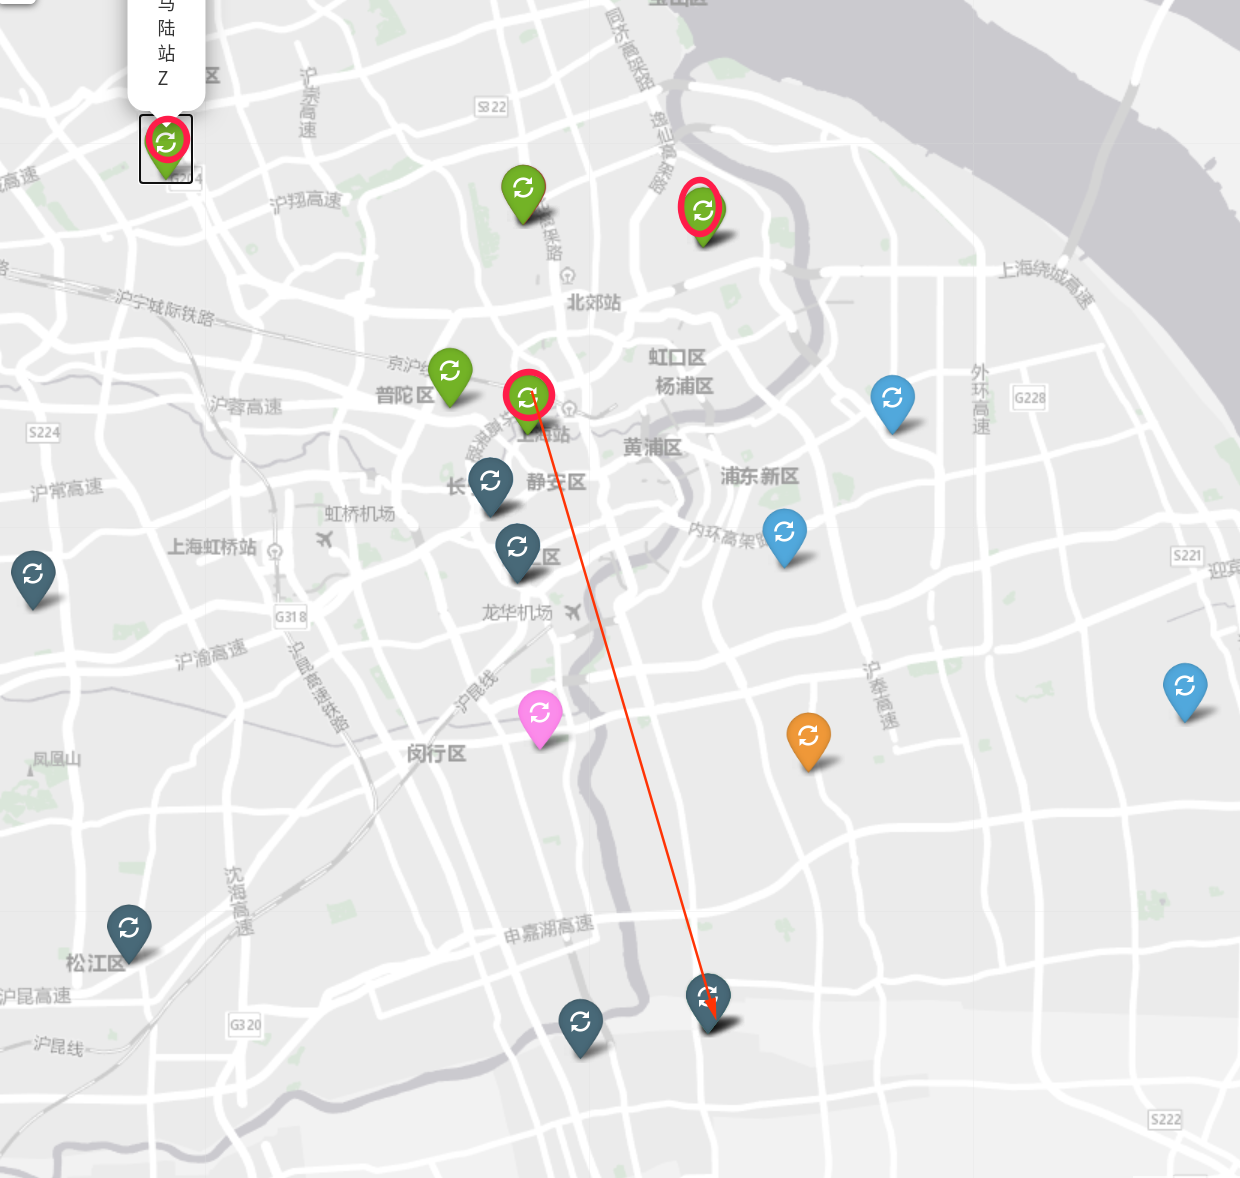 马
陆
站
Z
区
沪崇高速
S322
同济高架路
逸仙高架路
沪翔高速
高速
路
沪宁城际铁路
北郊站
上海绕城高速
虹口区
杨浦区
京沪
普陀区
沪蓉高速
外环高速
G228
S224
上海站
黄浦区
静安区
长
浦东新区
沪常高速
虹桥机场
内环高架路
上海虹桥站
区
S221
迎宾
龙华机场
G318
沪渝高速
沪昆高速铁路
沪昆线
凤凰山
闵行区
沈海高速
申嘉湖高速
松江区
沪昆高速
G320
沪昆线
S222